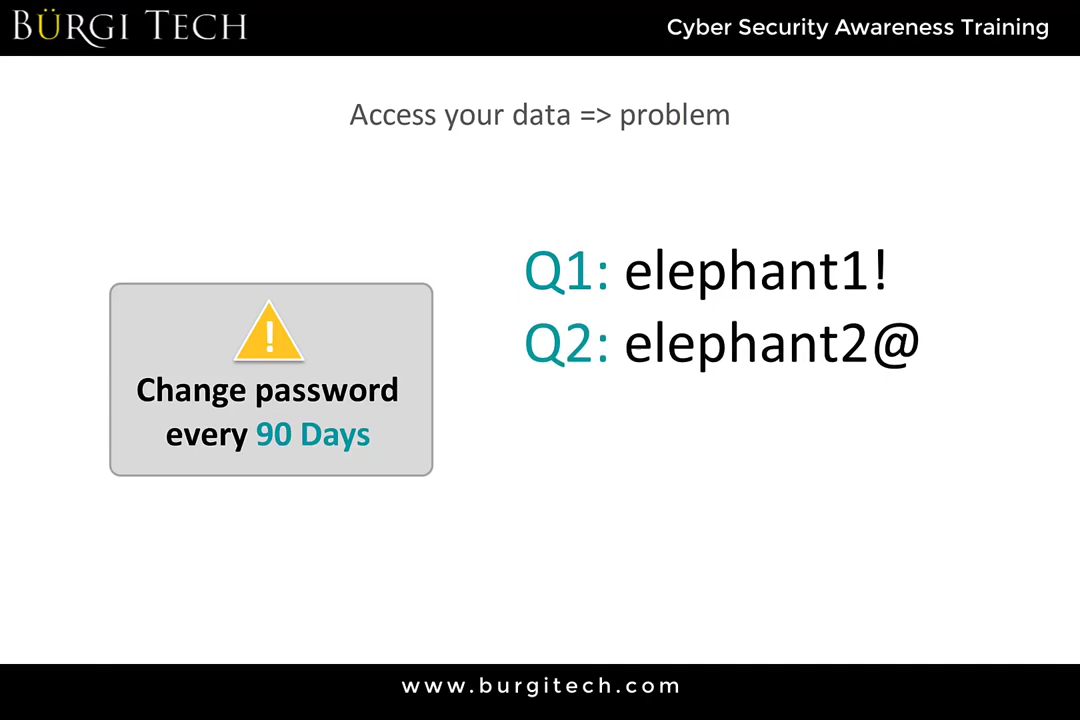 BÜRGI TECH
Cyber Security Awareness Training
Access your data => problem
Q1: elephant1!
Q2: elephant2@
!
Change password
every 90 Days
www.burgitech.com